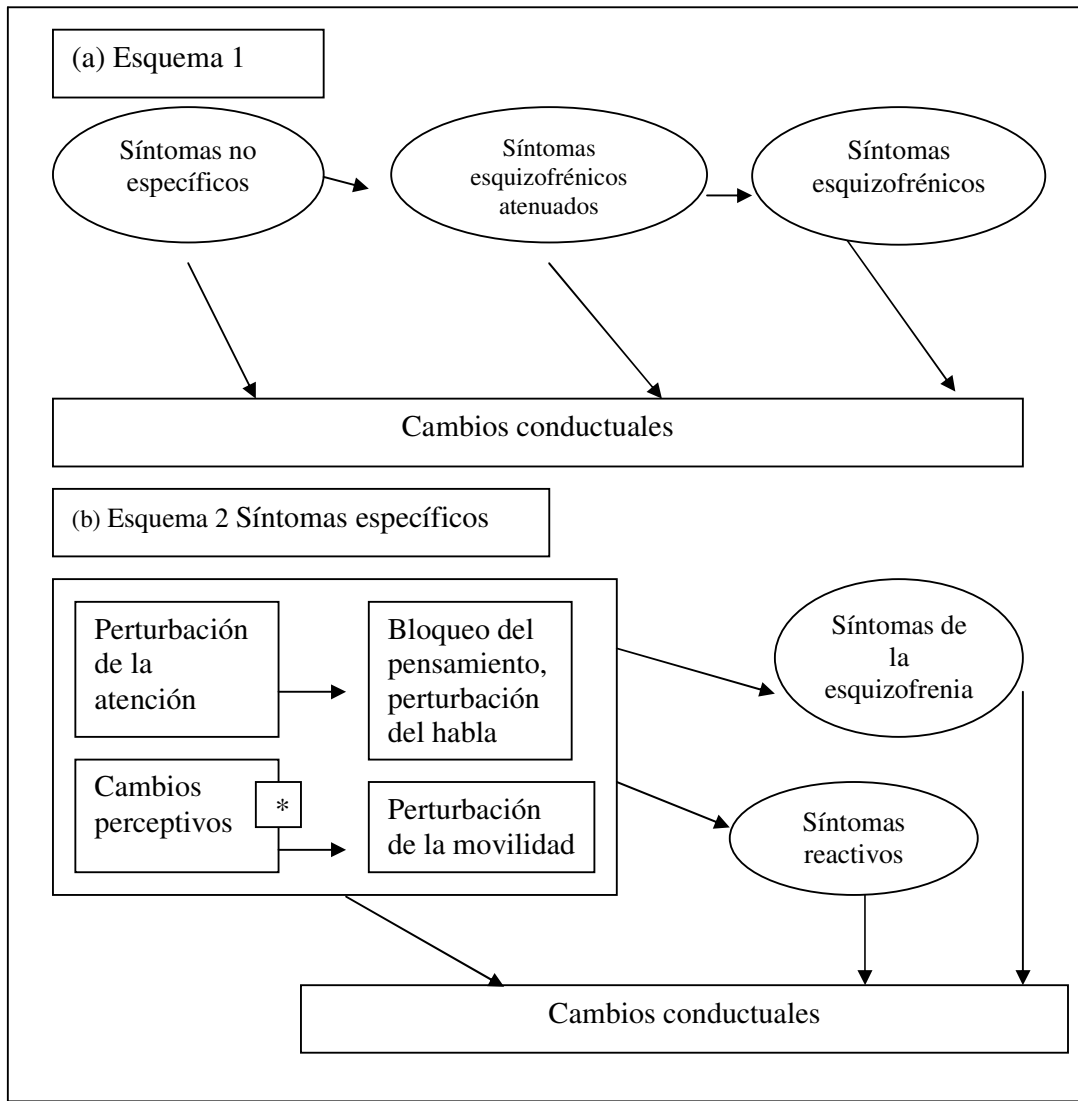 (a) Esquema 1
Síntomas no
específicos
Síntomas
esquizofrénicos
atenuados
Síntomas
esquizofrénicos
Cambios conductuales
(b) Esquema 2 Síntomas específicos
Perturbación
de la
atención
Bloqueo del
pensamiento,
perturbación
del habla
Cambios
perceptivos
*
Perturbación
de la movilidad
Síntomas de
la
esquizofrenia
Síntomas
reactivos
Cambios conductuales